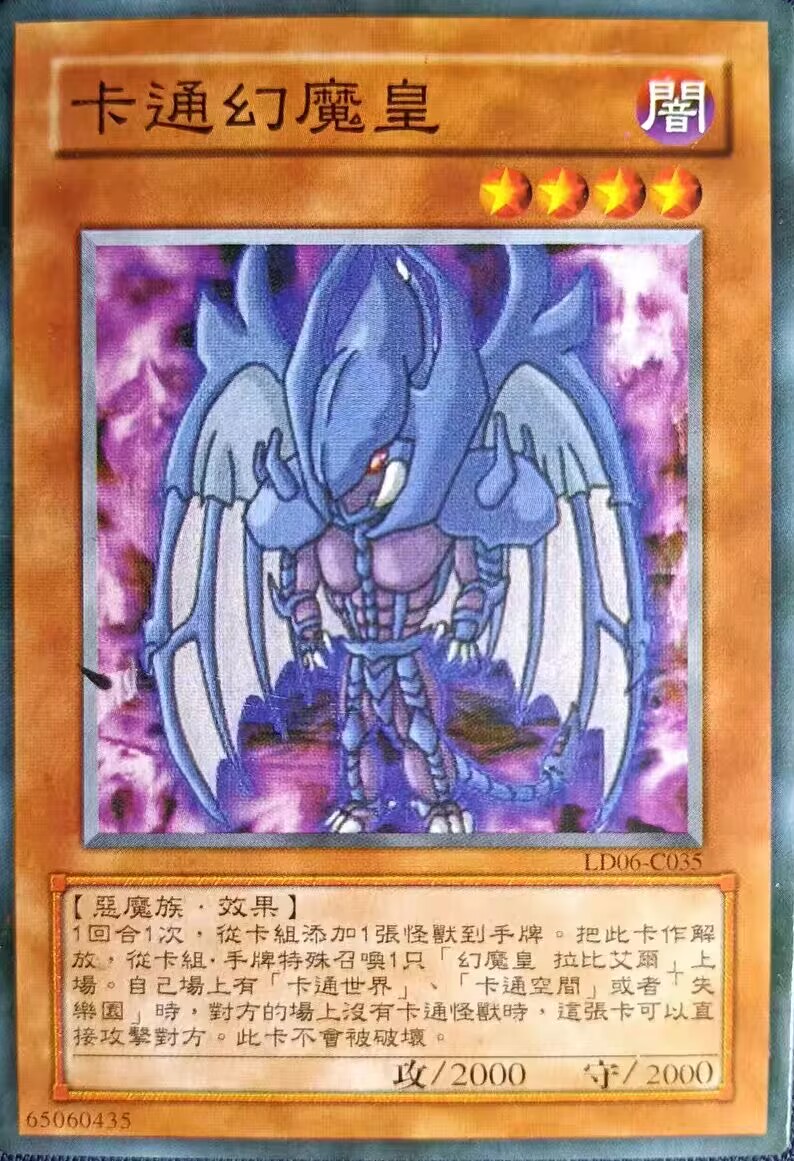 卡通幻魔皇
闇
LD06-C035
【惡魔族·效果】
1回合1次，從卡組添加1張怪獸到手牌。把此卡作解
放，從卡組·手牌特殊召喚1只「幻魔皇 拉比艾爾」上
場。自己場上有「卡通世界」、「卡通空間」或者「失
樂園」時，對方的場上沒有卡通怪獸時，這張卡可以直
接攻擊對方。此卡不會被破壞。
攻/2000 守/2000
65060435